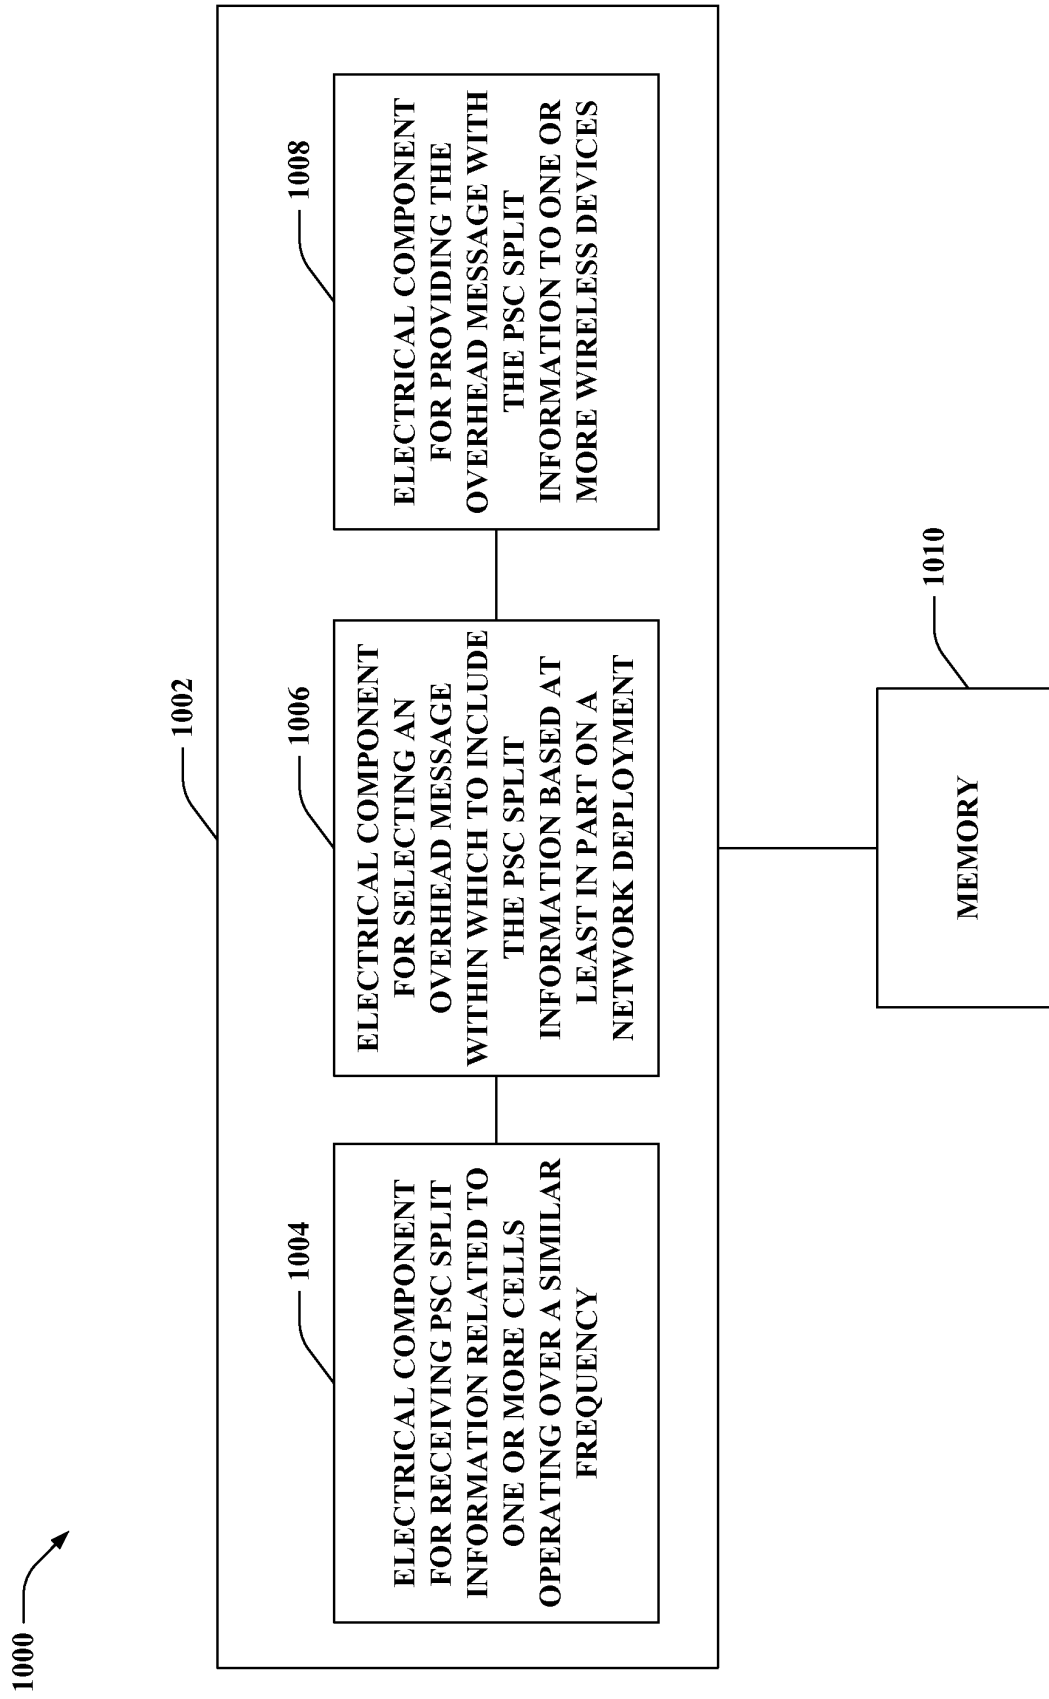 1000
1002
1004
ELECTRICAL COMPONENT
FOR RECEIVING PSC SPLIT
INFORMATION RELATED TO
ONE OR MORE CELLS
OPERATING OVER A SIMILAR
FREQUENCY
1006
ELECTRICAL COMPONENT
FOR SELECTING AN
OVERHEAD MESSAGE
WITHIN WHICH TO INCLUDE
THE PSC SPLIT
INFORMATION BASED AT
LEAST IN PART ON A
NETWORK DEPLOYMENT
1008
ELECTRICAL COMPONENT
FOR PROVIDING THE
OVERHEAD MESSAGE WITH
THE PSC SPLIT
INFORMATION TO ONE OR
MORE WIRELESS DEVICES
1010
MEMORY